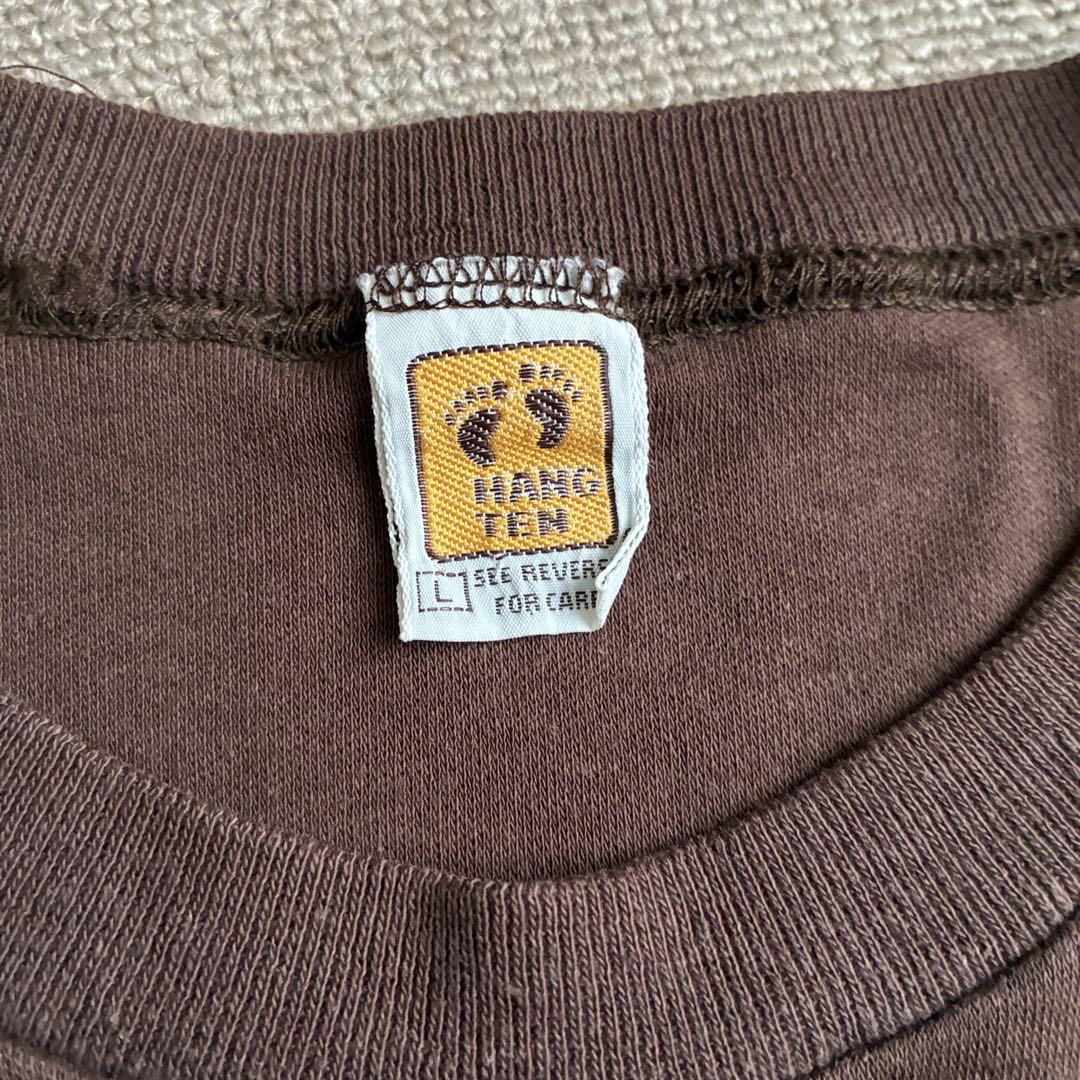 HANG
TEN
L SEE REVERS
FOR CAR